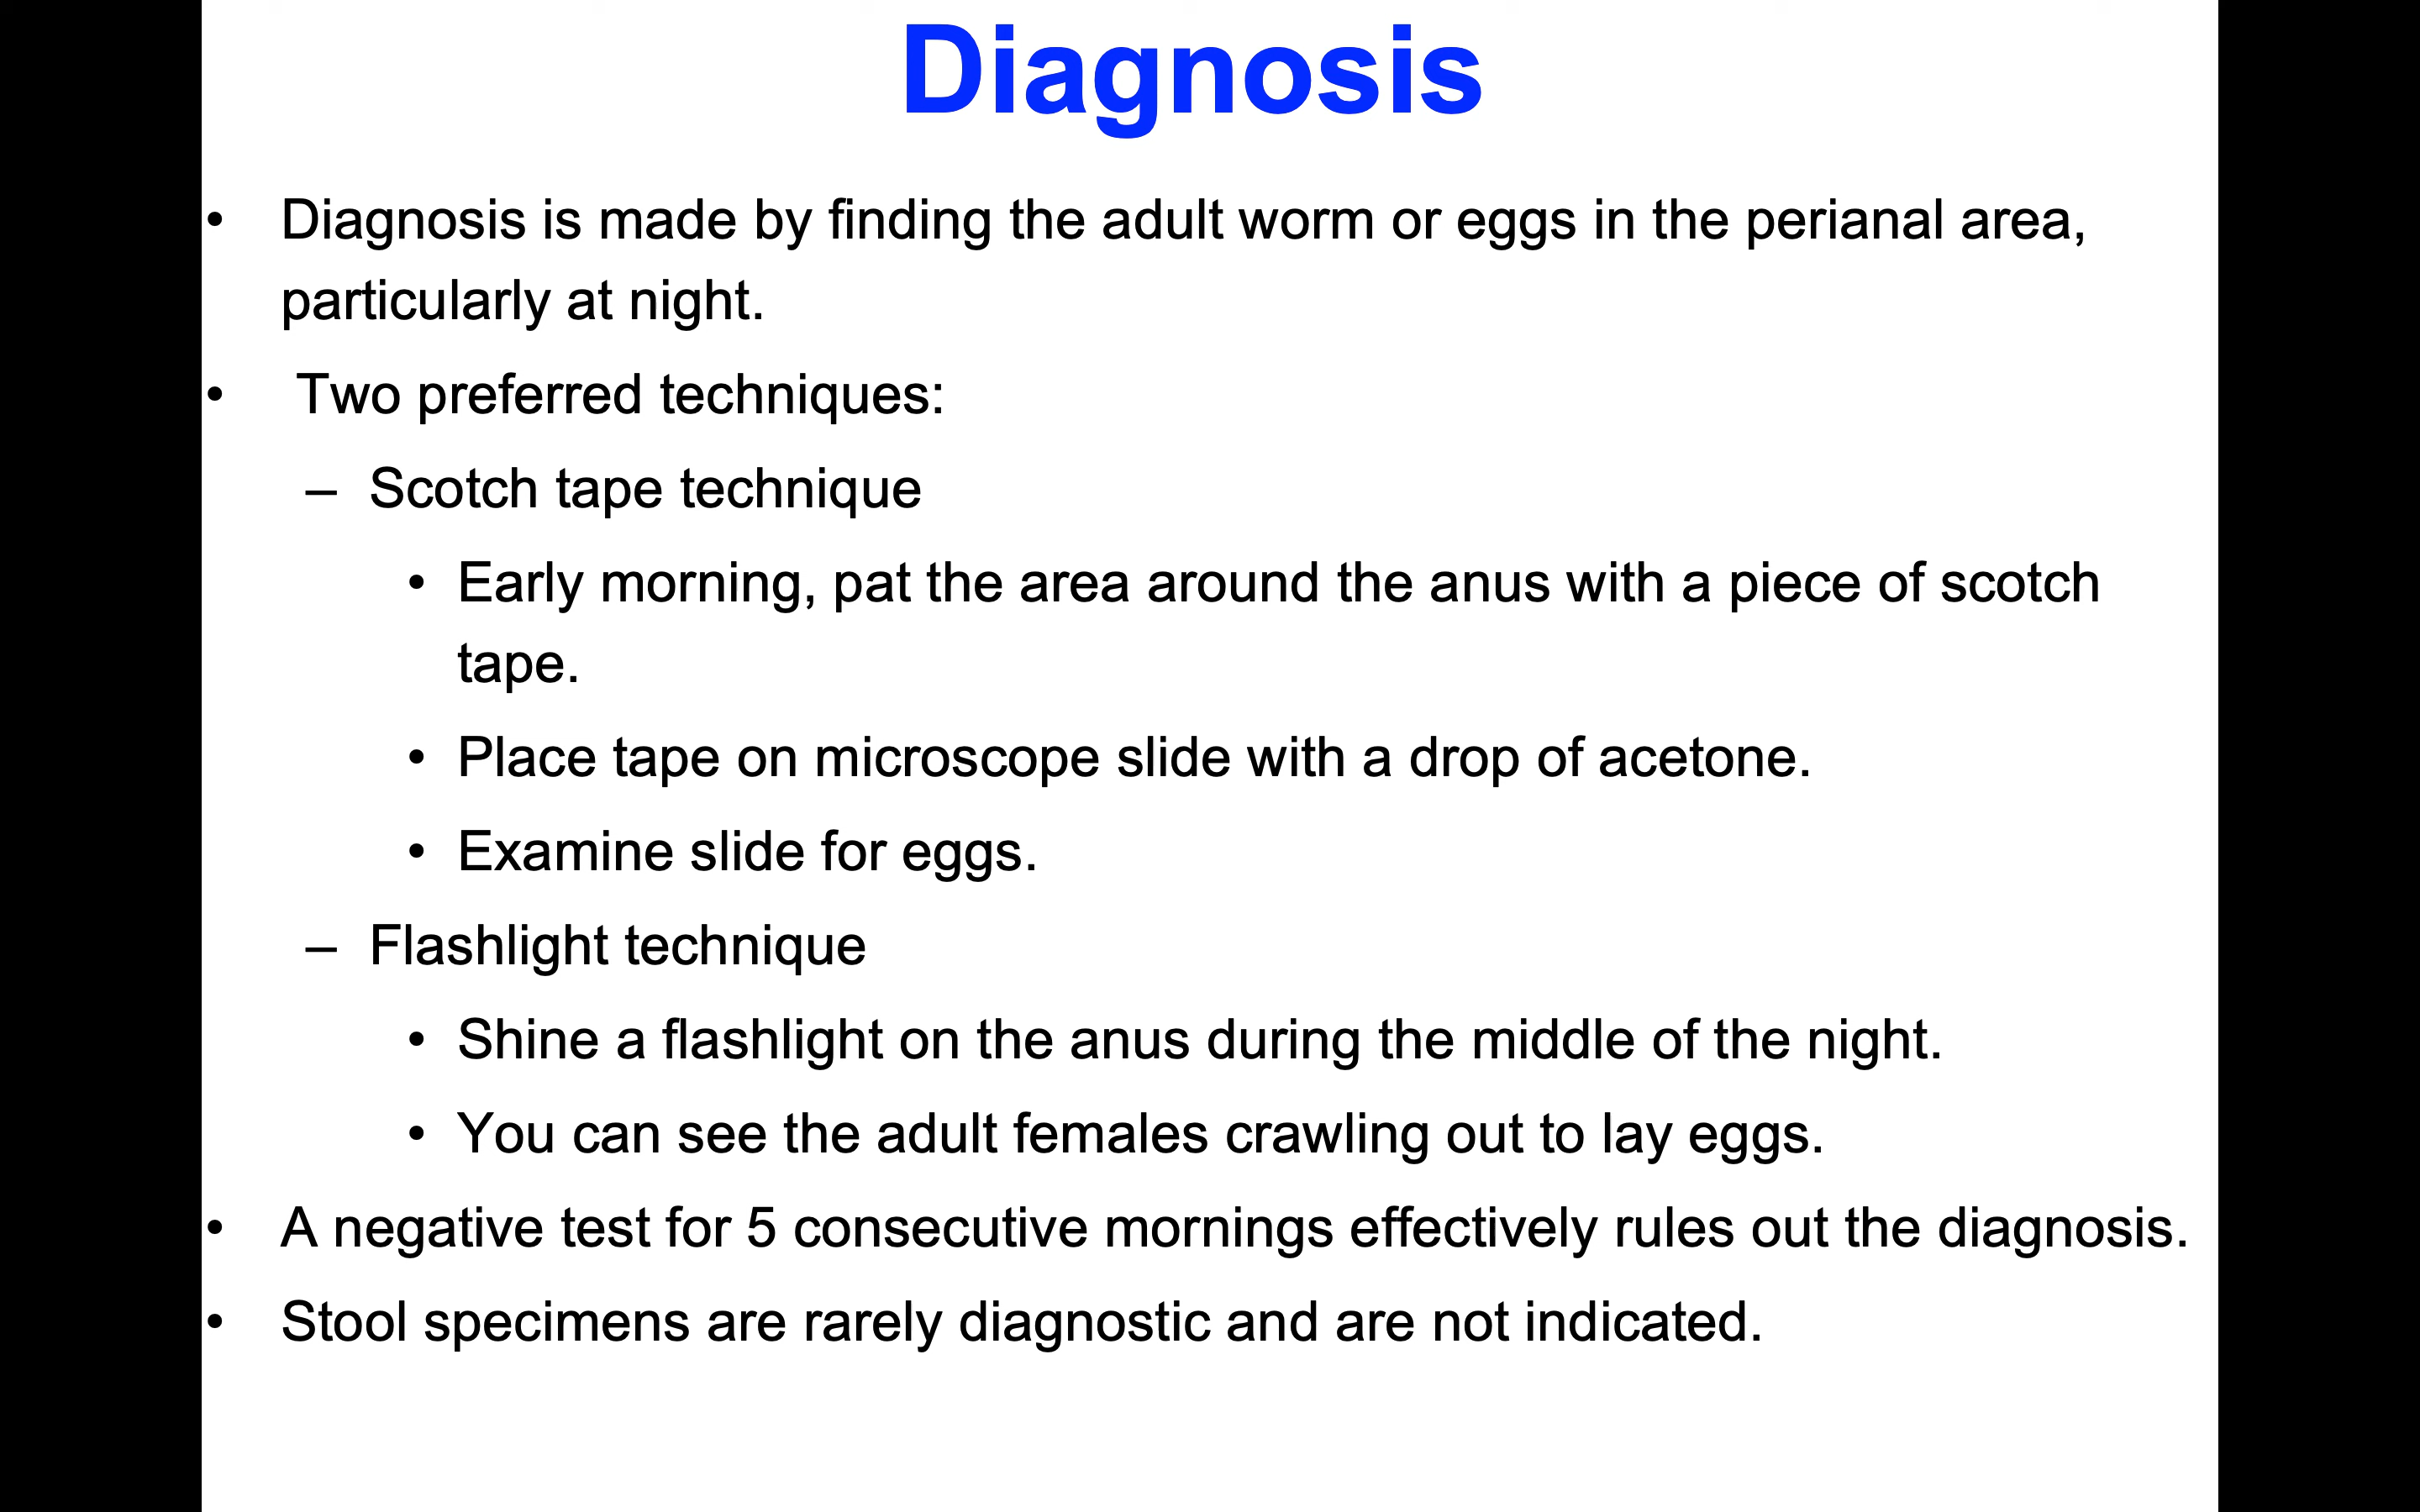 Diagnosis
• Diagnosis is made by finding the adult worm or eggs in the perianal area,
particularly at night.
• Two preferred techniques:
– Scotch tape technique
• Early morning, pat the area around the anus with a piece of scotch
tape.
• Place tape on microscope slide with a drop of acetone.
• Examine slide for eggs.
– Flashlight technique
• Shine a flashlight on the anus during the middle of the night.
• You can see the adult females crawling out to lay eggs.
• A negative test for 5 consecutive mornings effectively rules out the diagnosis.
• Stool specimens are rarely diagnostic and are not indicated.